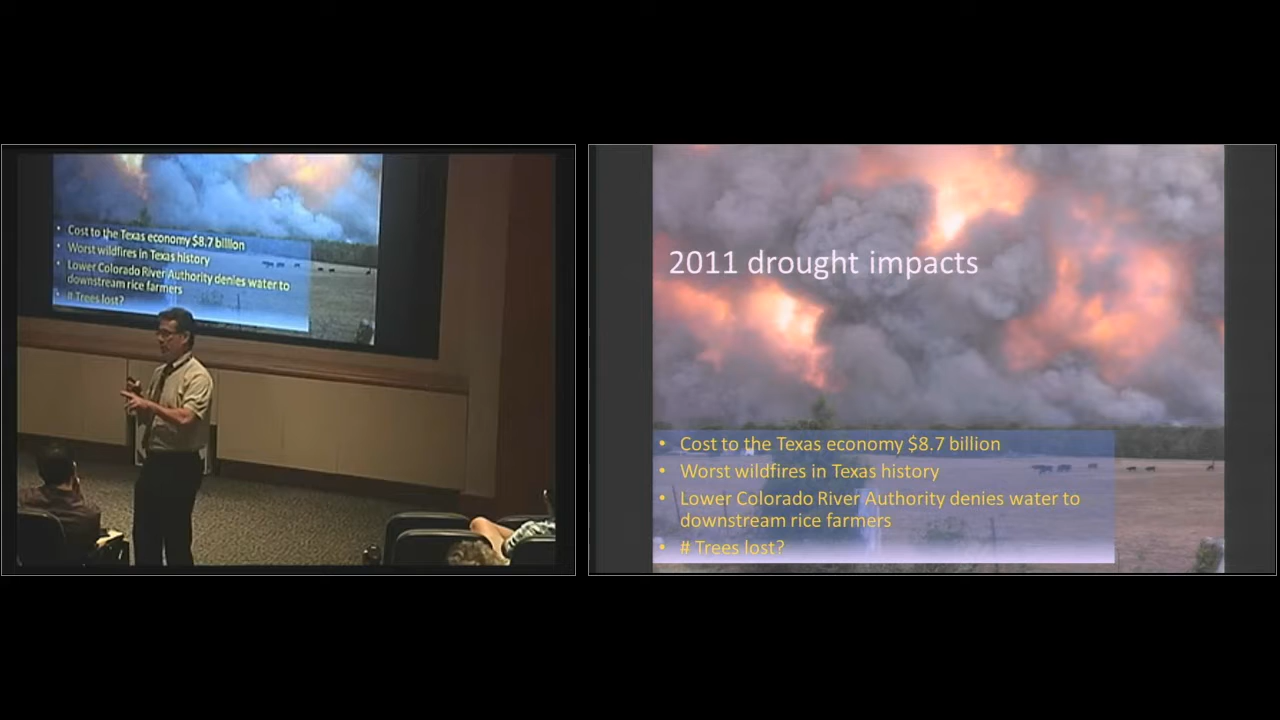 • Cost to the Texas economy $8.7 billion
• Worst wildfires in Texas history
• Lower Colorado River Authority denies water to
downstream rice farmers
• # Trees lost?
2011 drought impacts
• Cost to the Texas economy $8.7 billion
• Worst wildfires in Texas history
• Lower Colorado River Authority denies water to
downstream rice farmers
• # Trees lost?